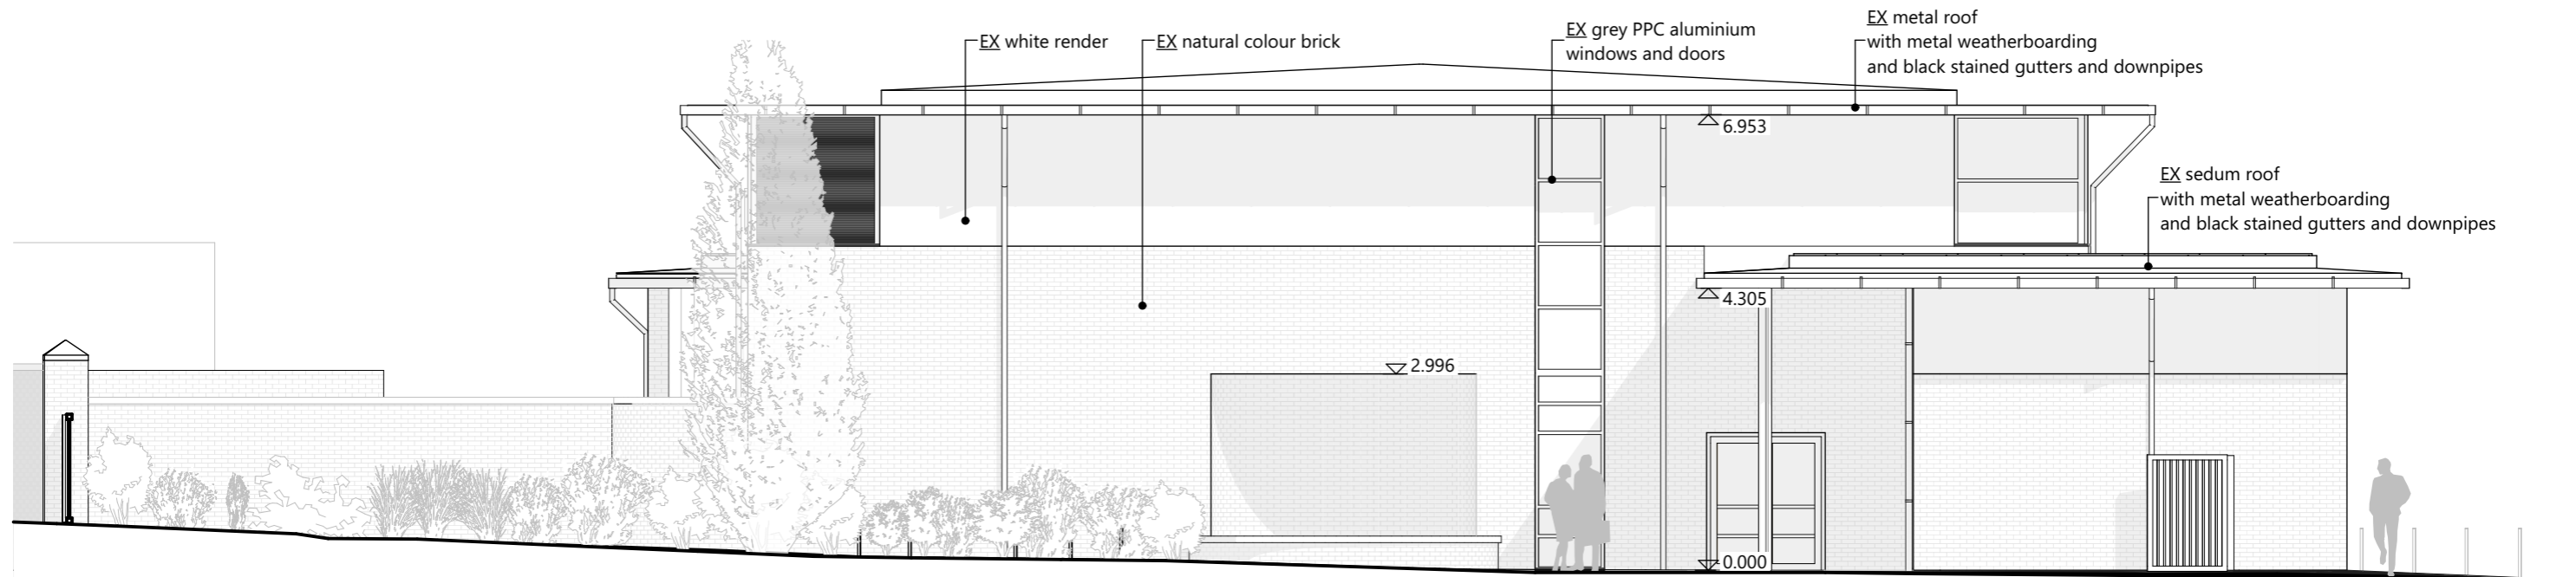 EX white render
EX natural colour brick
EX grey PPC aluminium
windows and doors
EX metal roof
with metal weatherboarding
and black stained gutters and downpipes
6.953
EX sedum roof
with metal weatherboarding
and black stained gutters and downpipes
4.305
2.996
0.000